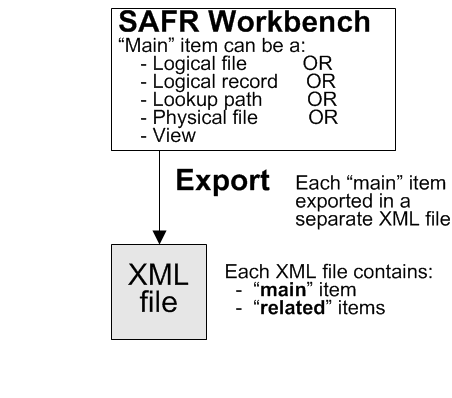 SAFR Workbench
“Main” item can be a:
- Logical file OR
- Logical record OR
- Lookup path OR
- Physical file OR
- View
Export
Each “main” item
exported in a
separate XML file
XML
file
Each XML file contains:
- “main” item
- “related” items